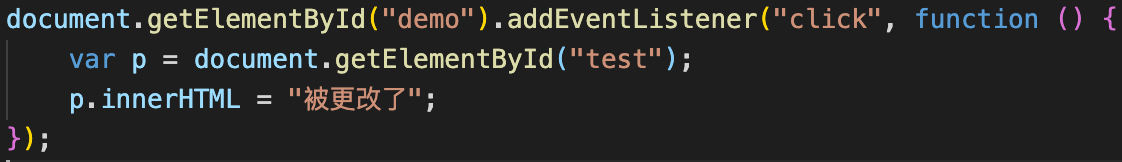 document.getElementById("demo").addEventListener("click", function () {
    var p = document.getElementById("test");
    p.innerHTML = "被更改了";
});